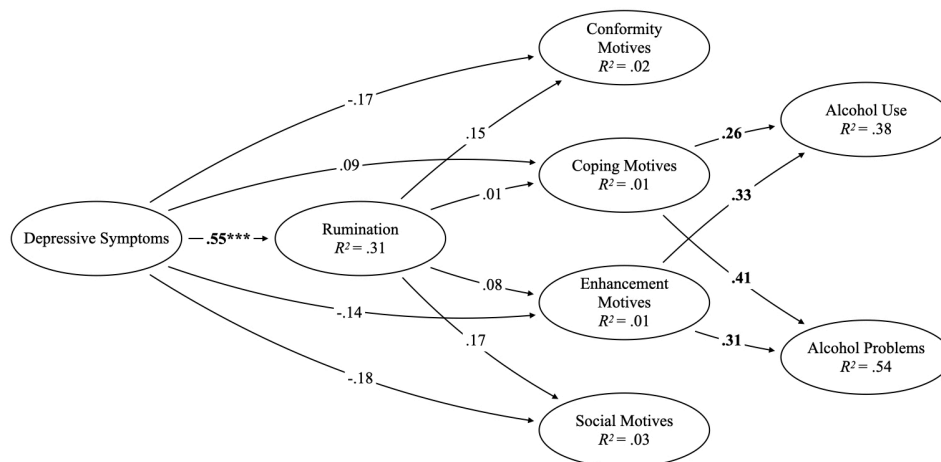 Conformity
Motives
R² = .02
-.17
.15
Alcohol Use
R² = .38
.26
.09
Coping Motives
R² = .01
.01
.33
Depressive Symptoms
.55***
Rumination
R² = .31
.08
Enhancement
Motives
R² = .01
.41
-.14
.31
.17
Alcohol Problems
R² = .54
-.18
Social Motives
R² = .03